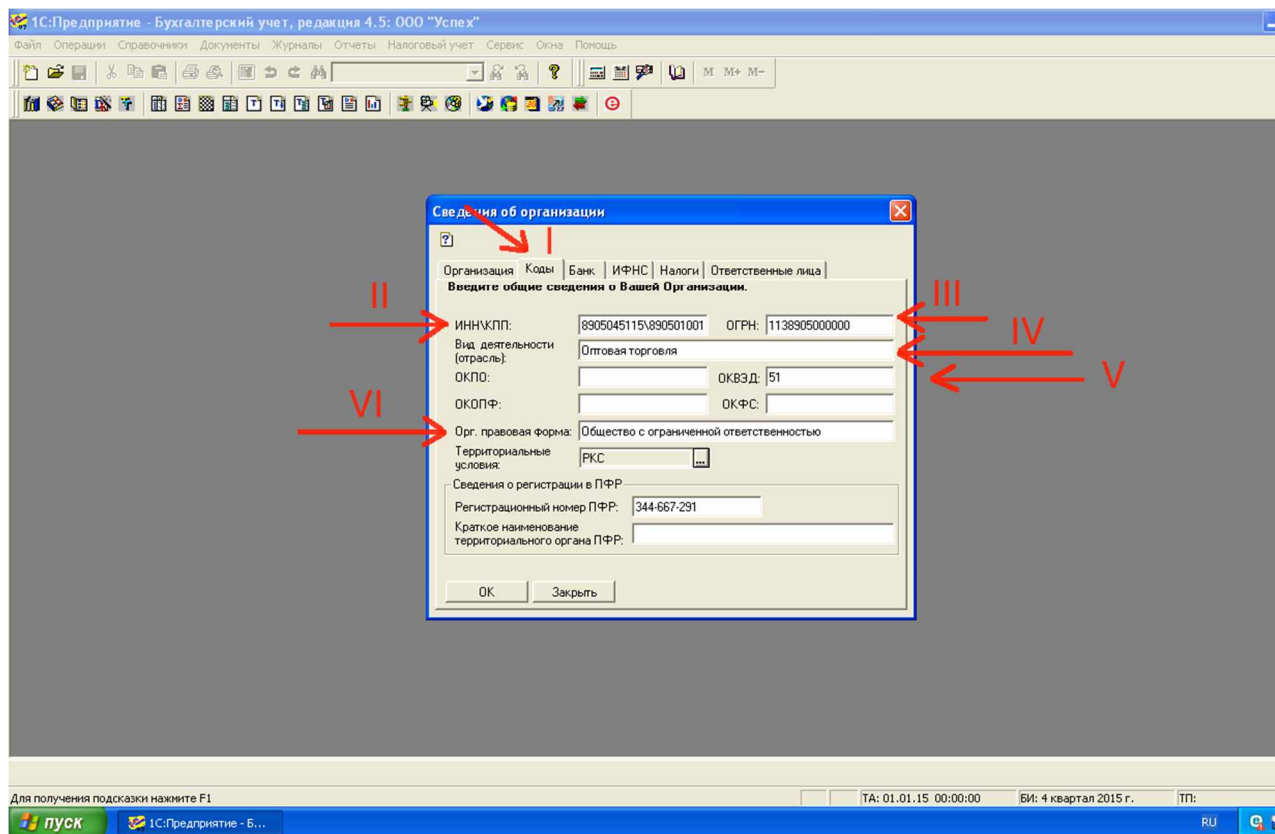 1С:Предприятие - Бухгалтерский учет, редакция 4.5: ООО "Успех"
Файл Операции Справочники Документы Журналы Отчеты Налоговый учет Сервис Окна Помощь
M M+ M-
Сведения об организации
I
Организация Коды Банк ИФНС Налоги Ответственные лица
Введите общие сведения о Вашей Организации.
II
III
ИНН\КПП: 8905045115\890501001 ОГРН: 1138905000000
IV
Вид деятельности (отрасль): Оптовая торговля
V
ОКПО: ОКВЭД: 51
VI
ОКОПФ: ОКФС:
Орг. правовая форма: Общество с ограниченной ответственностью
Территориальные условия: РКС
Сведения о регистрации в ПФР
Регистрационный номер ПФР: 344-667-291
Краткое наименование
территориального органа ПФР:
OK Закрыть
Для получения подсказки нажмите F1 ТА: 01.01.15 00:00:00 БИ: 4 квартал 2015 г. ТП:
пуск 1С:Предприятие - Б... RU